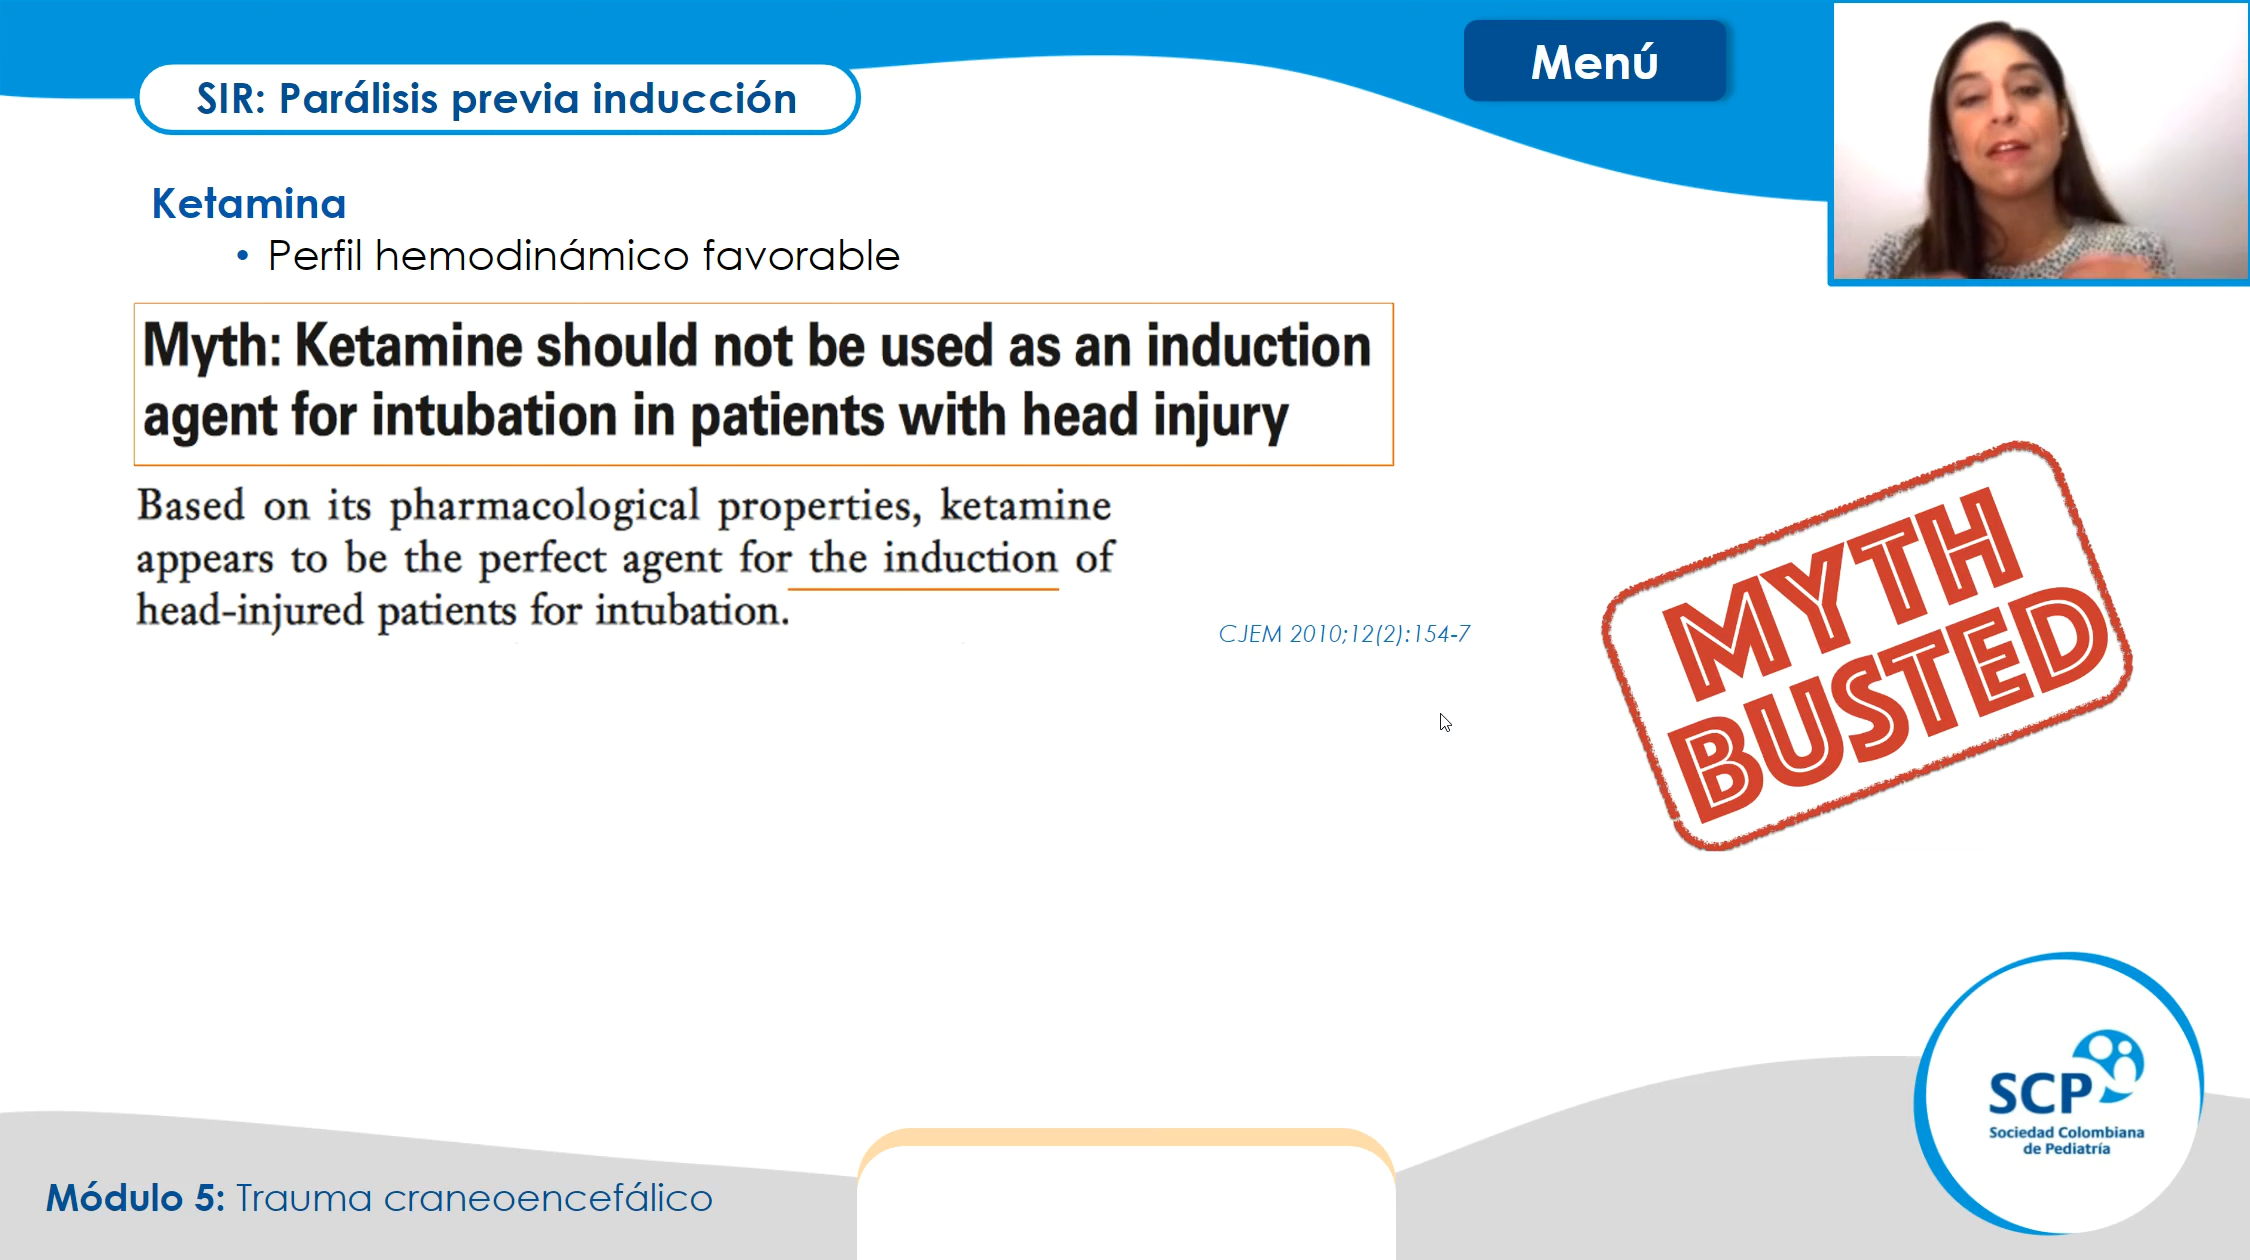 Menú
SIR: Parálisis previa inducción
Ketamina
• Perfil hemodinámico favorable
Myth: Ketamine should not be used as an induction
agent for intubation in patients with head injury
Based on its pharmacological properties, ketamine
appears to be the perfect agent for the induction of
head-injured patients for intubation.
CJEM 2010;12(2):154-7
MYTH
BUSTED
SCP
Sociedad Colombiana
de Pediatría
Módulo 5: Trauma craneoencefálico